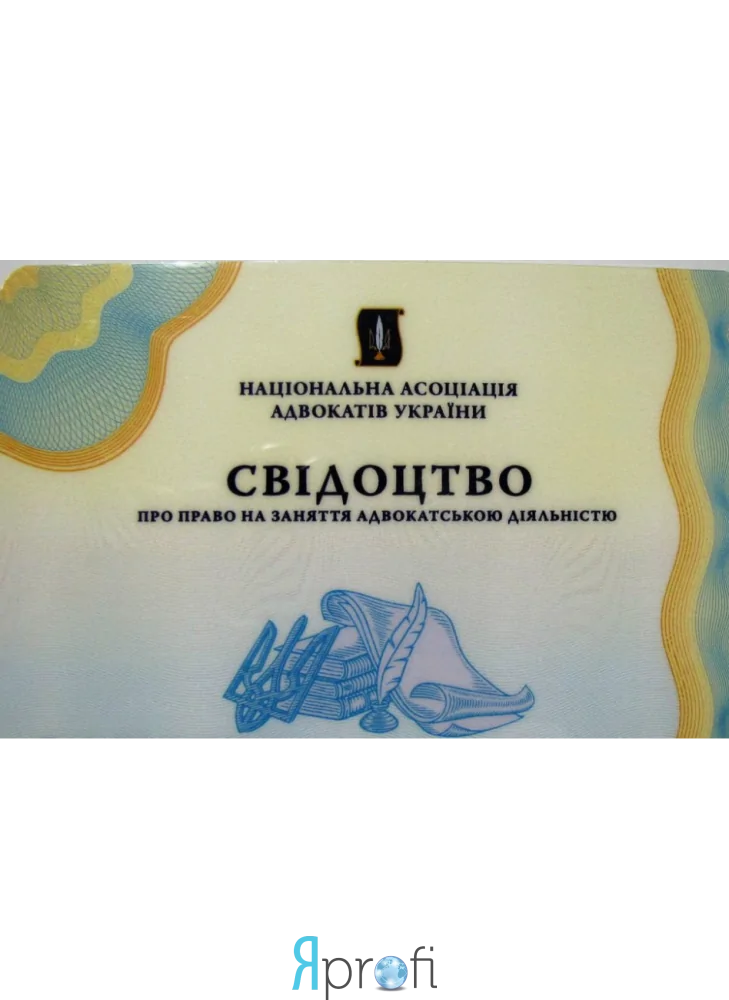 НАЦІОНАЛЬНА АСОЦІАЦІЯ
АДВОКАТІВ УКРАЇНИ
СВІДОЦТВО
ПРО ПРАВО НА ЗАНЯТТЯ АДВОКАТСЬКОЮ ДІЯЛЬНІСТЮ
Яprofi